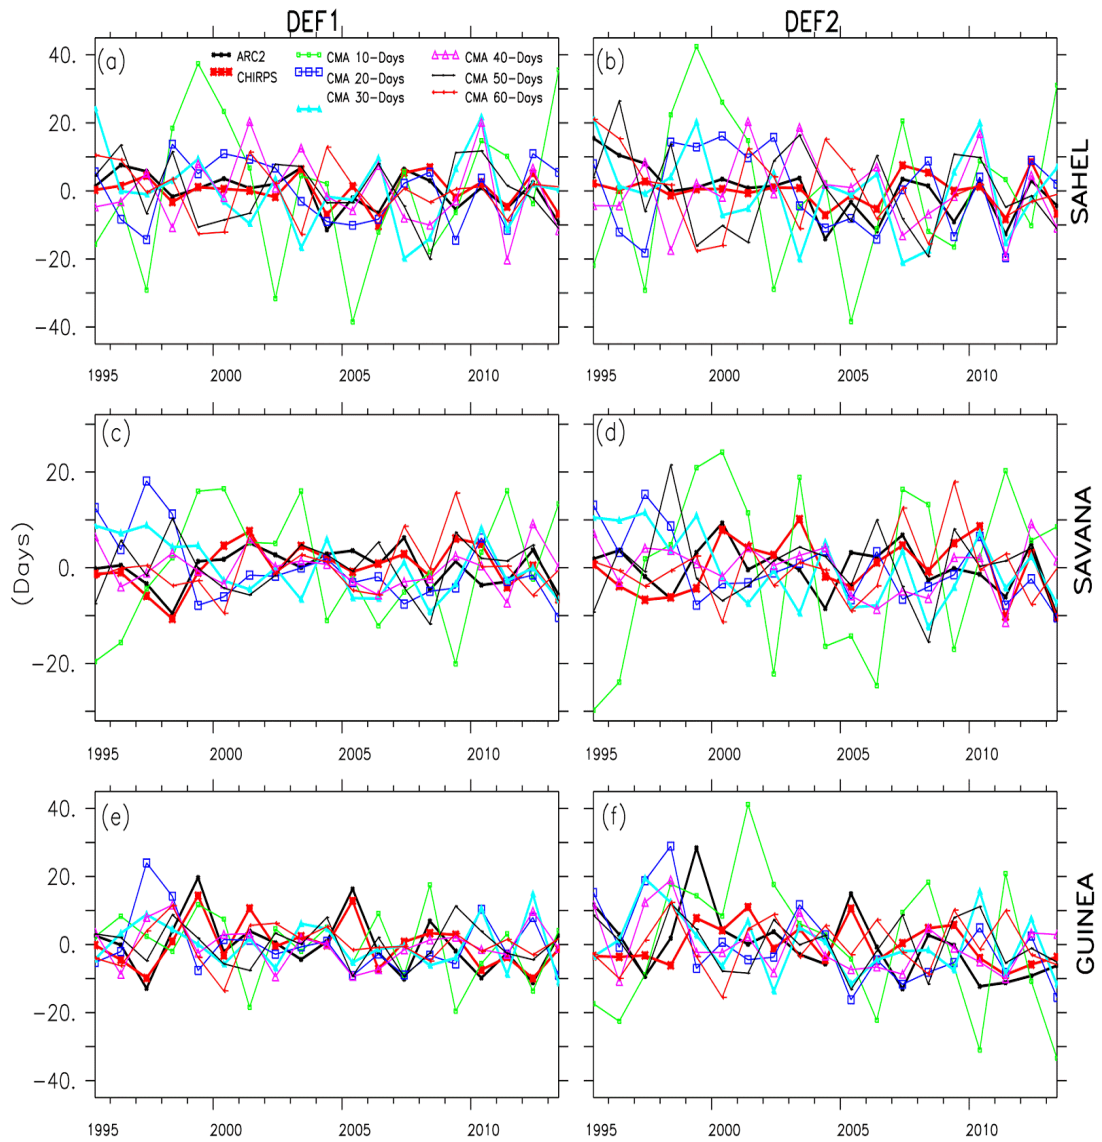 DEF1 DEF2
(a) ARC2 CMA 10-Days CMA 40-Days
CHIRPS CMA 20-Days CMA 50-Days
CMA 30-Days CMA 60-Days
(b)
40.
20.
0.
-20.
-40.
SAHEL
1995 2000 2005 2010 1995 2000 2005 2010
(c) (d)
20.
0.
-20.
(Days)
SAVANA
1995 2000 2005 2010 1995 2000 2005 2010
(e) (f)
40.
20.
0.
-20.
-40.
GUINEA
1995 2000 2005 2010 1995 2000 2005 2010